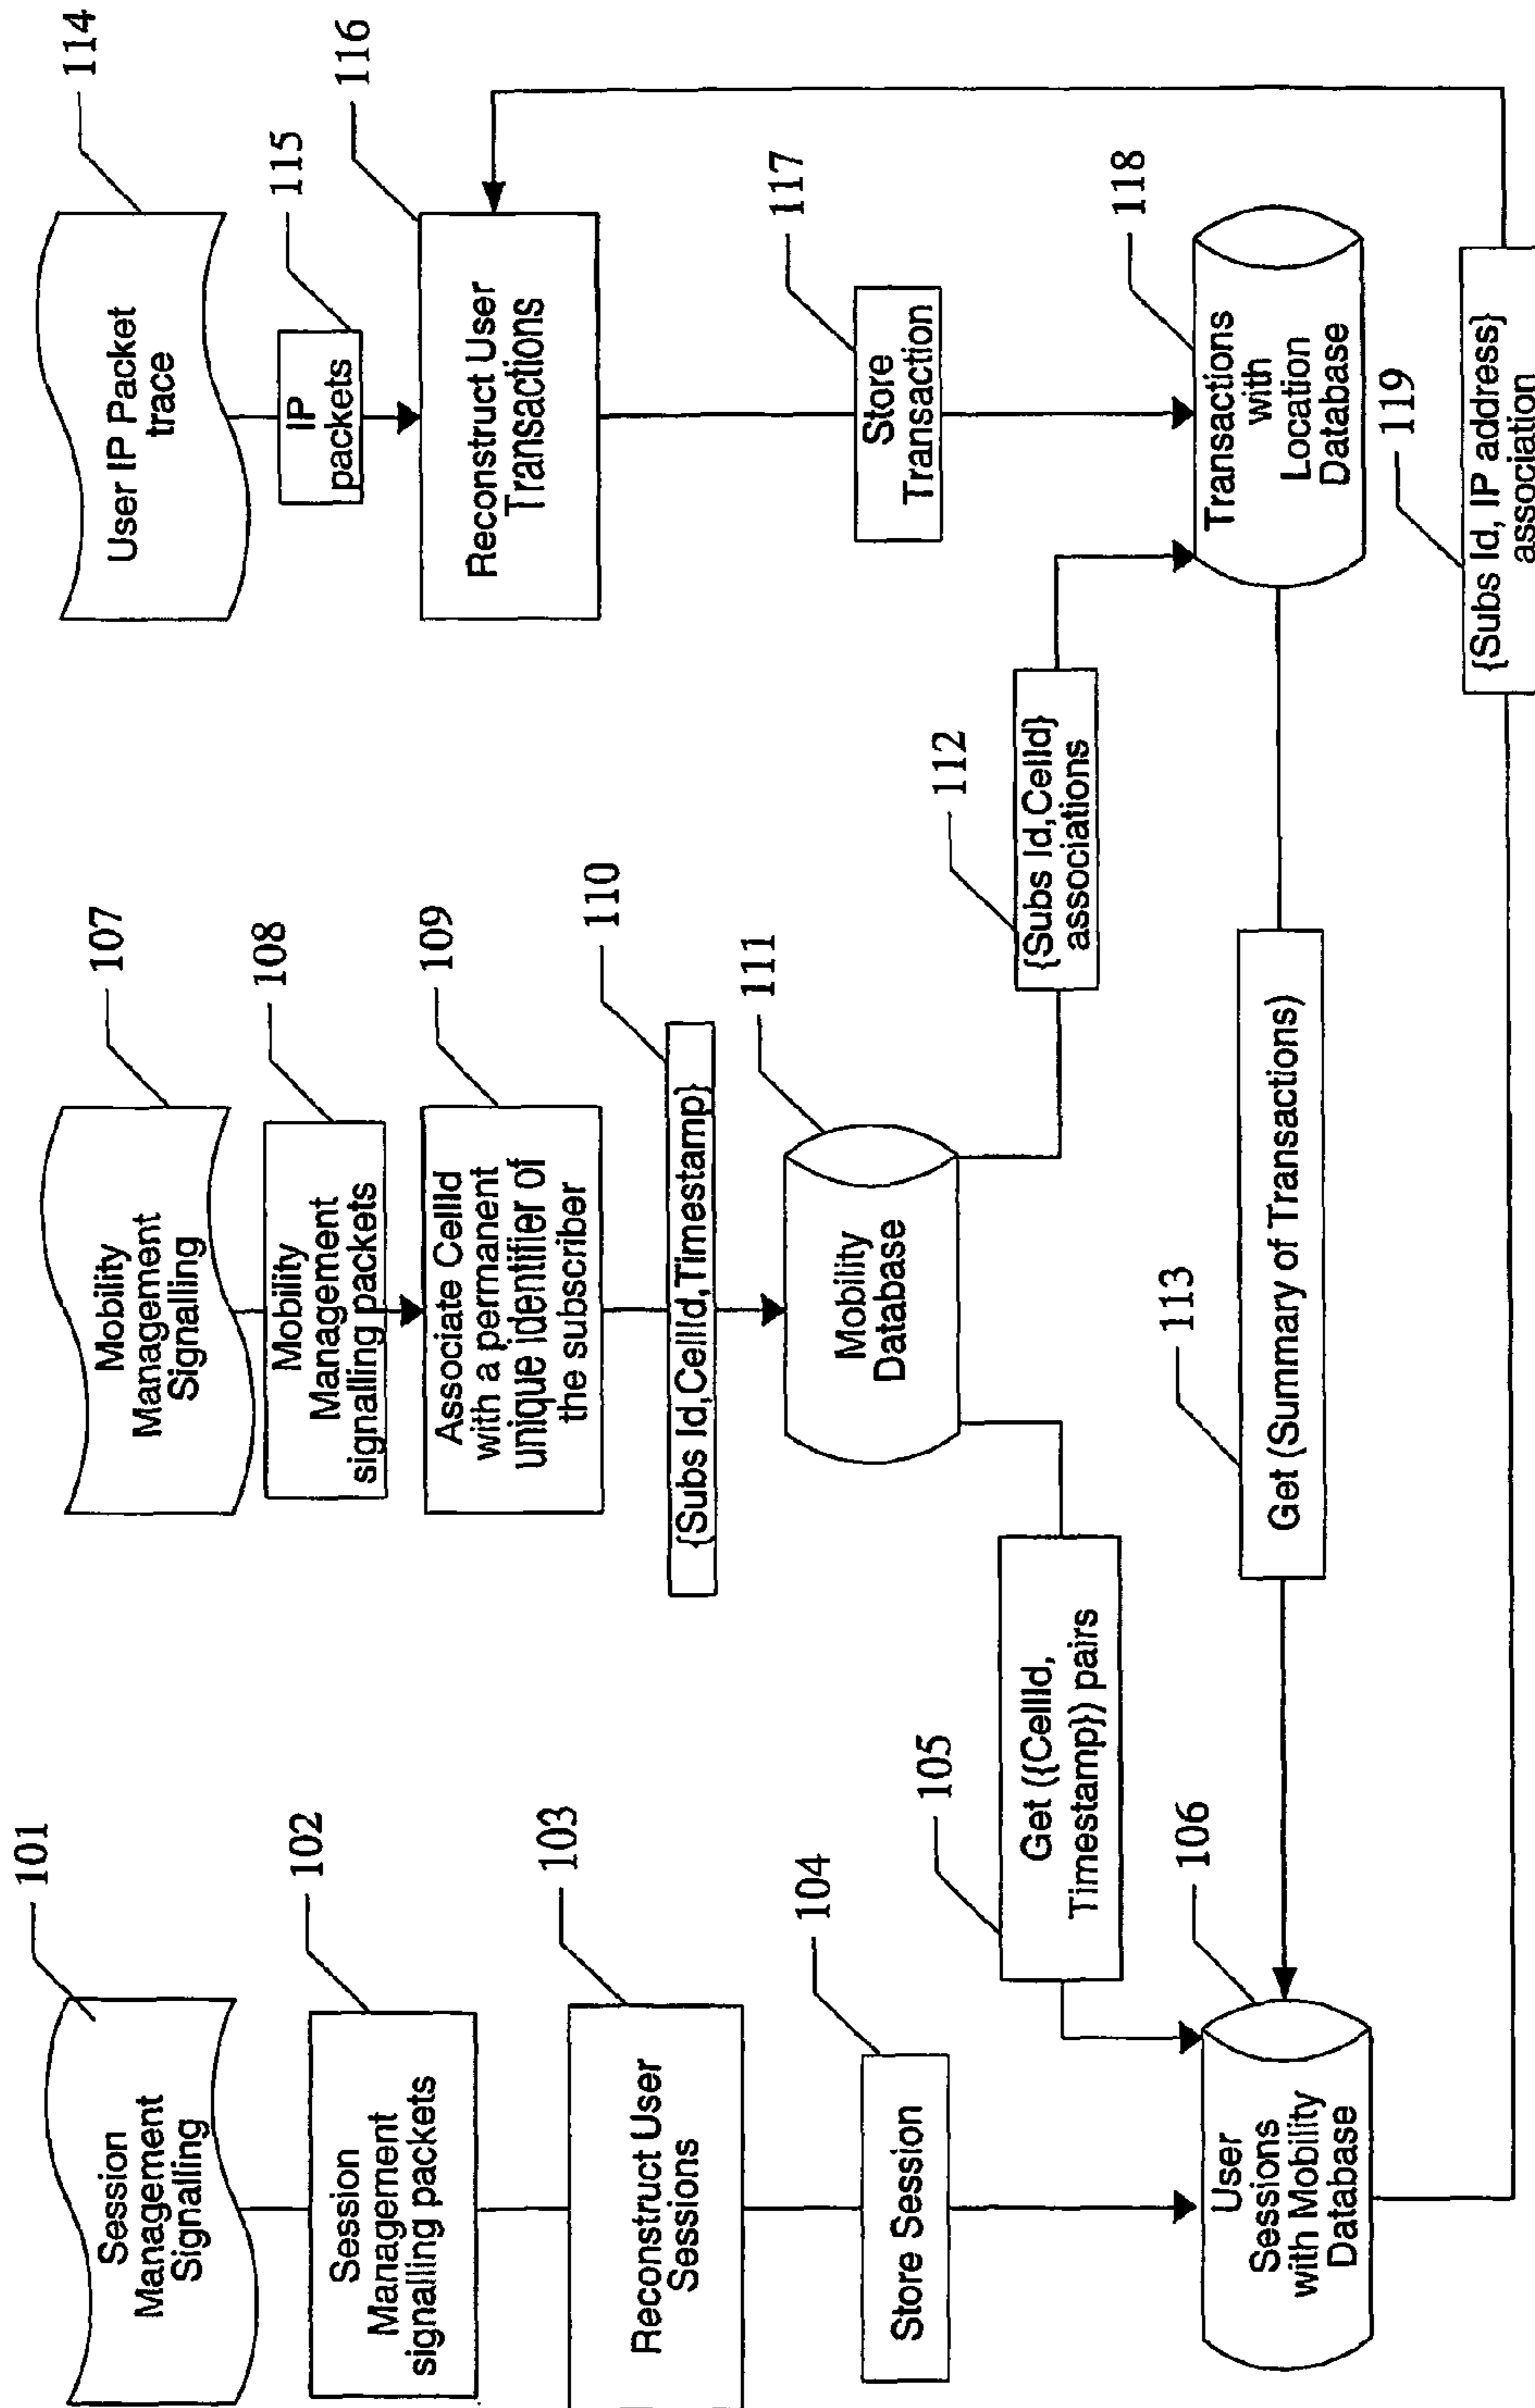 101
Session
Management
Signalling
102
Session
Management
signalling packets
103
Reconstruct User
Sessions
104
Store Session
105
Get ({CellId,
Timestamp}) pairs
106
User
Sessions
with Mobility
Database
107
Mobility
Management
Signalling
108
Mobility
Management
signalling packets
109
Associate CellId
with a permanent
unique identifier of
the subscriber
110
{Subs Id,CellId,Timestamp}
111
Mobility
Database
112
{Subs Id,CellId}
associations
113
Get (Summary of Transactions)
114
User IP Packet
trace
115
IP
packets
116
Reconstruct User
Transactions
117
Store
Transaction
118
Transactions
with
Location
Database
119
{Subs Id, IP address}
association